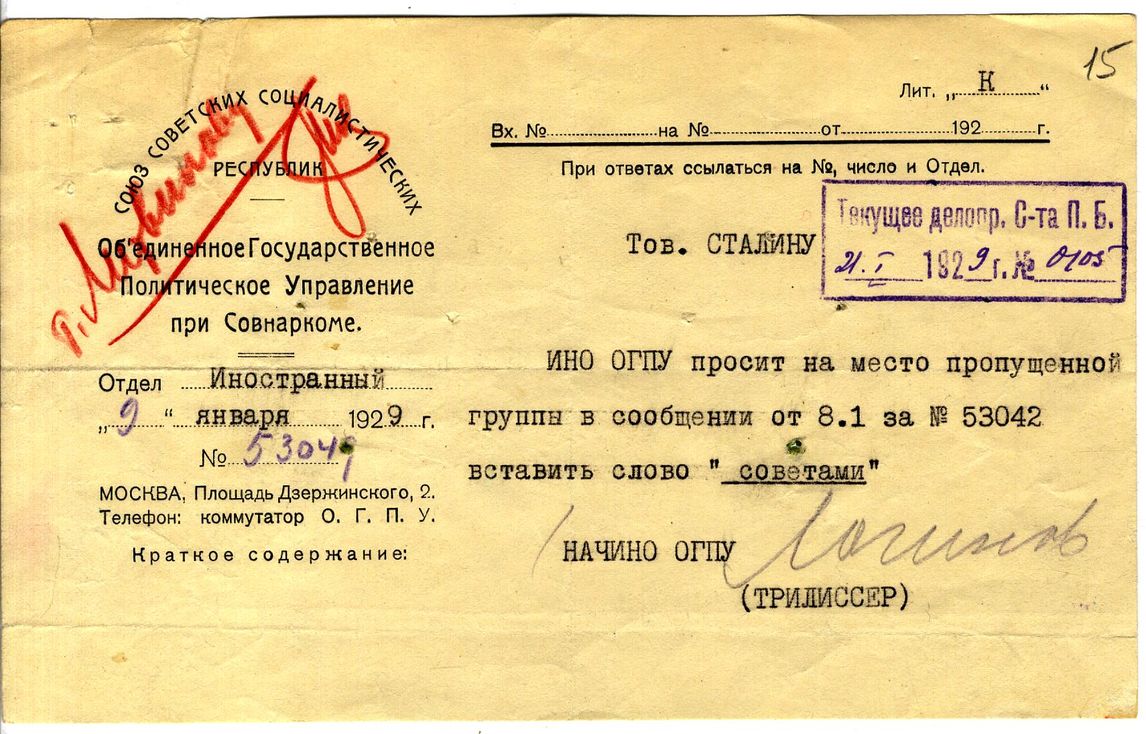 15
СОЮЗ СОВЕТСКИХ СОЦИАЛИСТИЧЕСКИХ
РЕСПУБЛИК
Об'единенное Государственное
Политическое Управление
при Совнаркоме.
Отдел Иностранный
„9“ января 1929 г.
№ 53049
МОСКВА, Площадь Дзержинского, 2.
Телефон: коммутатор О. Г. П. У.
Краткое содержание:
Лит. „К“
Вх. № на № от 192 г.
При ответах ссылаться на №, число и Отдел.
Текущее делопр. С-та П. Б.
21. I 1929 г. № 0105
Тов. СТАЛИНУ
ИНО ОГПУ просит на место пропущенной
группы в сообщении от 8.1 за № 53042
вставить слово " советами"
НАЧИНО ОГПУ Логинов
(ТРИЛИССЕР)